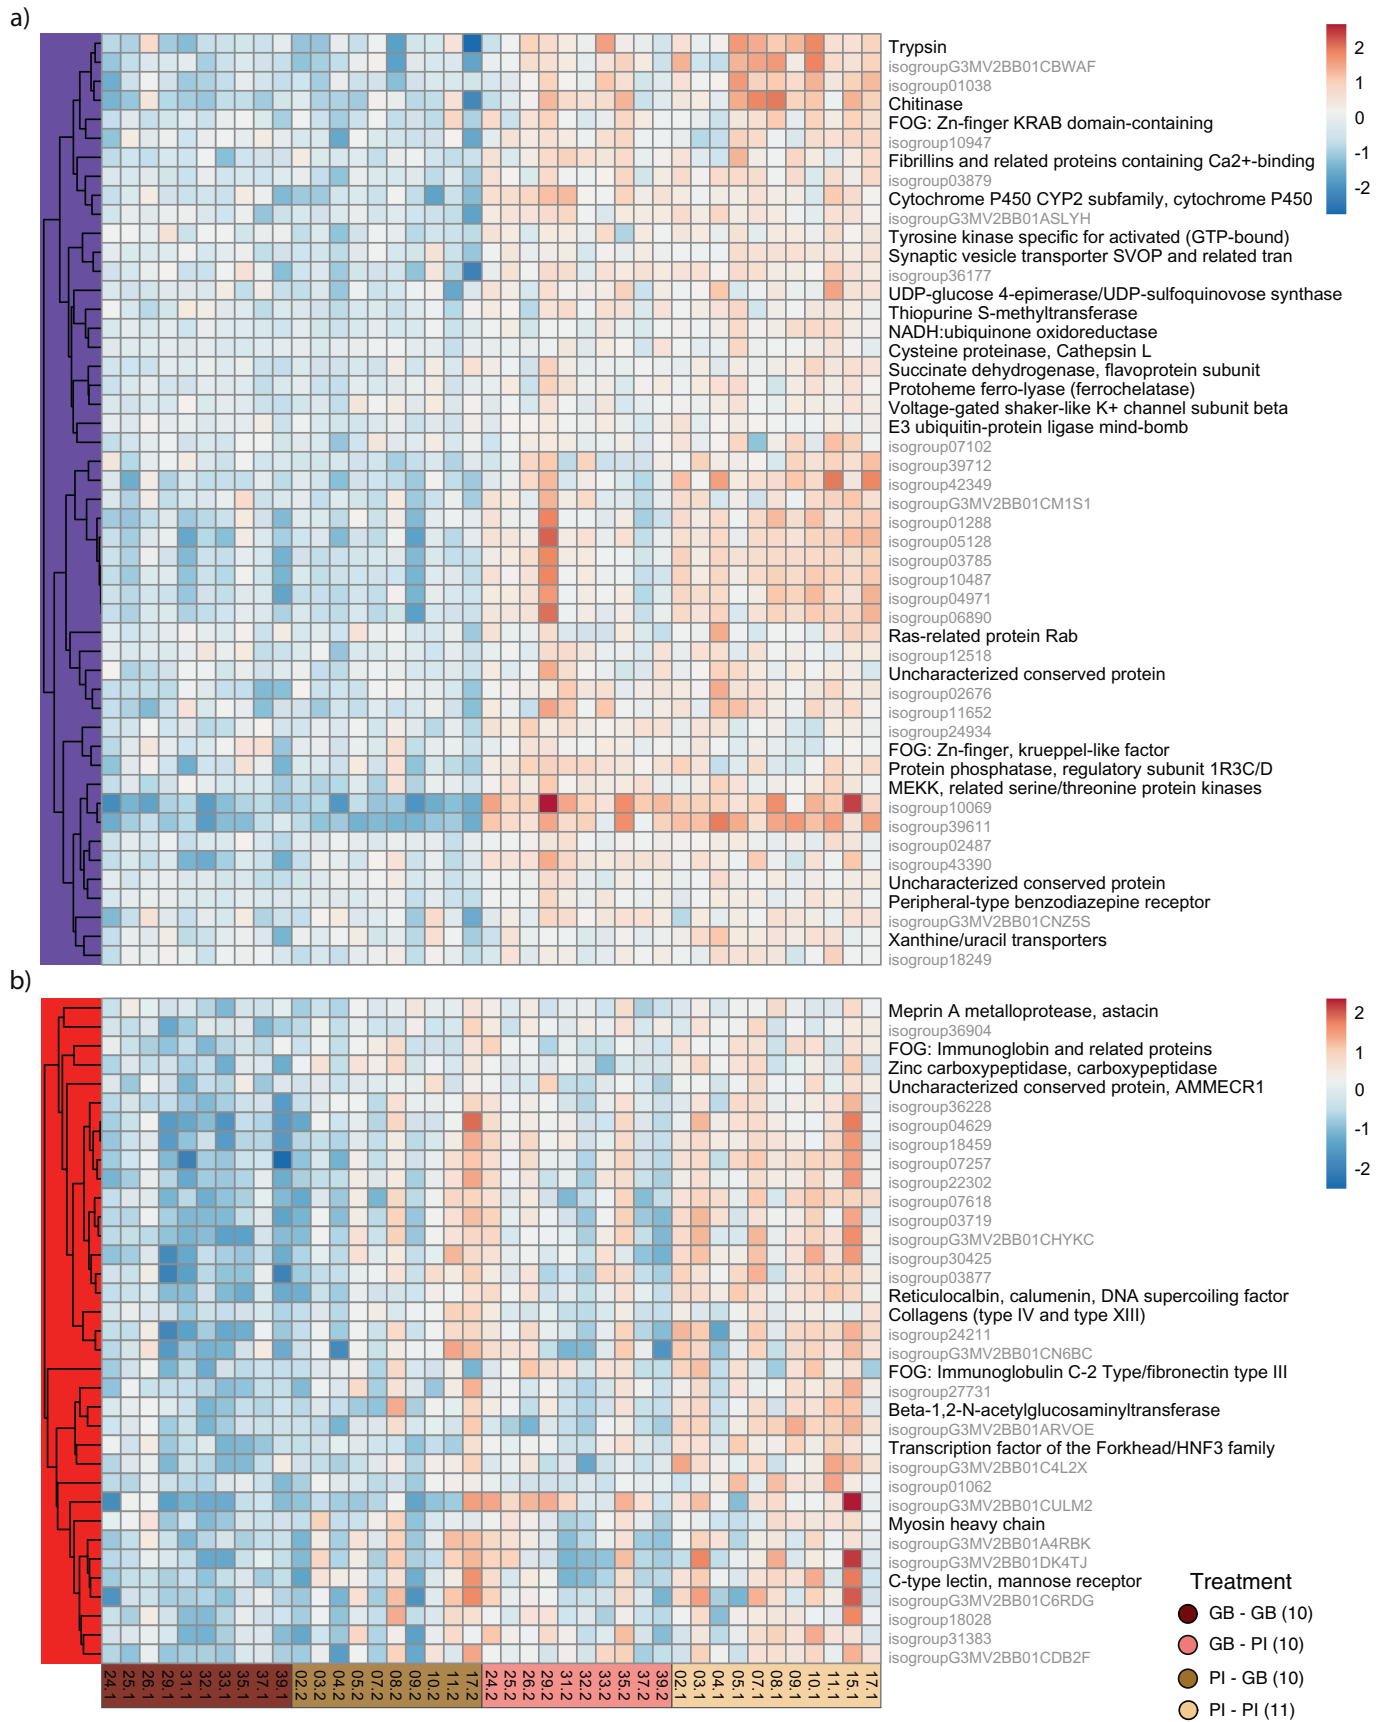 a)
Trypsin
isogroupG3MV2BB01CBWAF
isogroup01038
Chitinase
FOG: Zn-finger KRAB domain-containing
isogroup10947
Fibrillins and related proteins containing Ca2+-binding
isogroup03879
Cytochrome P450 CYP2 subfamily, cytochrome P450
isogroupG3MV2BB01ASLYH
Tyrosine kinase specific for activated (GTP-bound)
Synaptic vesicle transporter SVOP and related tran
isogroup36177
UDP-glucose 4-epimerase/UDP-sulfoquinovose synthase
Thiopurine S-methyltransferase
NADH:ubiquinone oxidoreductase
Cysteine proteinase, Cathepsin L
Succinate dehydrogenase, flavoprotein subunit
Protoheme ferro-lyase (ferrochelatase)
Voltage-gated shaker-like K+ channel subunit beta
E3 ubiquitin-protein ligase mind-bomb
isogroup07102
isogroup39712
isogroup42349
isogroupG3MV2BB01CM1S1
isogroup01288
isogroup05128
isogroup03785
isogroup10487
isogroup04971
isogroup06890
Ras-related protein Rab
isogroup12518
Uncharacterized conserved protein
isogroup02676
isogroup11652
isogroup24934
FOG: Zn-finger, krueppel-like factor
Protein phosphatase, regulatory subunit 1R3C/D
MEKK, related serine/threonine protein kinases
isogroup10069
isogroup39611
isogroup02487
isogroup43390
Uncharacterized conserved protein
Peripheral-type benzodiazepine receptor
isogroupG3MV2BB01CNZ5S
Xanthine/uracil transporters
isogroup18249
2
1
0
-1
-2
b)
Meprin A metalloprotease, astacin
isogroup36904
FOG: Immunoglobin and related proteins
Zinc carboxypeptidase, carboxypeptidase
Uncharacterized conserved protein, AMMECR1
isogroup36228
isogroup04629
isogroup18459
isogroup07257
isogroup22302
isogroup07618
isogroup03719
isogroupG3MV2BB01CHYKC
isogroup30425
isogroup03877
Reticulocalbin, calumenin, DNA supercoiling factor
Collagens (type IV and type XIII)
isogroup24211
isogroupG3MV2BB01CN6BC
FOG: Immunoglobulin C-2 Type/fibronectin type III
isogroup27731
Beta-1,2-N-acetylglucosaminyltransferase
isogroupG3MV2BB01ARVOE
Transcription factor of the Forkhead/HNF3 family
isogroupG3MV2BB01C4L2X
isogroup01062
isogroupG3MV2BB01CULM2
Myosin heavy chain
isogroupG3MV2BB01A4RBK
isogroupG3MV2BB01DK4TJ
C-type lectin, mannose receptor
isogroupG3MV2BB01C6RDG
isogroup18028
isogroup31383
isogroupG3MV2BB01CDB2F
2
1
0
-1
-2
24.1 25.1 26.1 29.1 31.1 32.1 33.1 35.1 37.1 39.1 02.2 03.2 04.2 05.2 07.2 08.2 09.2 10.2 11.2 17.2 24.2 25.2 26.2 29.2 31.2 32.2 33.2 35.2 37.2 39.2 02.1 03.1 04.1 05.1 07.1 08.1 09.1 10.1 11.1 15.1 17.1
Treatment
GB - GB (10)
GB - PI (10)
PI - GB (10)
PI - PI (11)